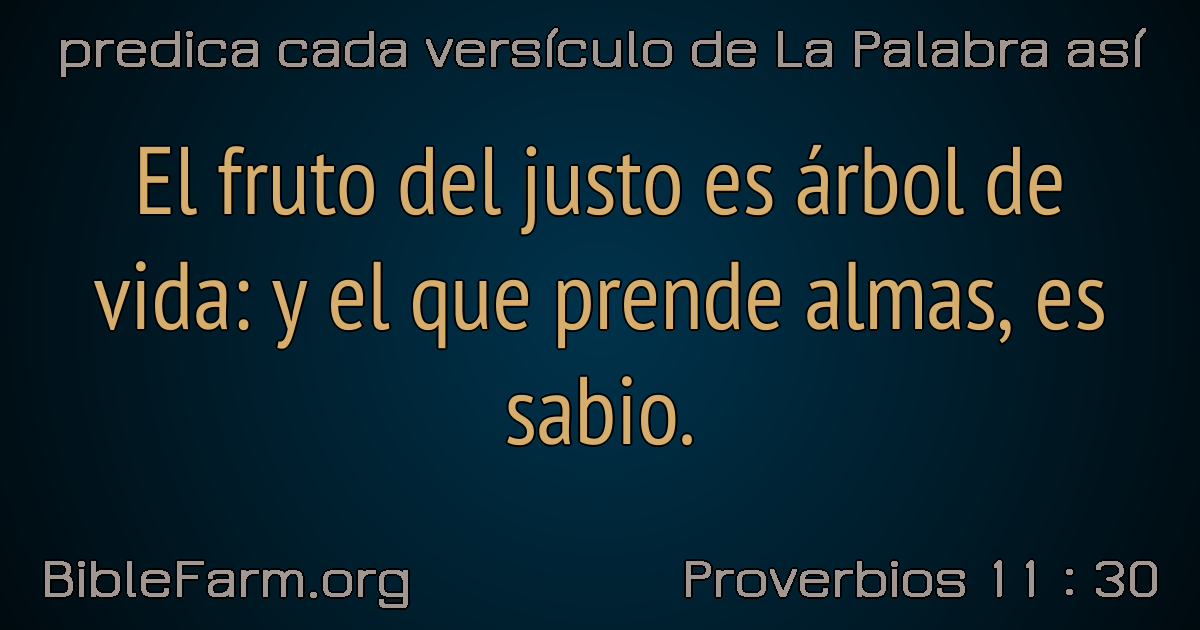 predica cada versículo de La Palabra así
El fruto del justo es árbol de
vida: y el que prende almas, es
sabio.
BibleFarm.org
Proverbios 11 : 30